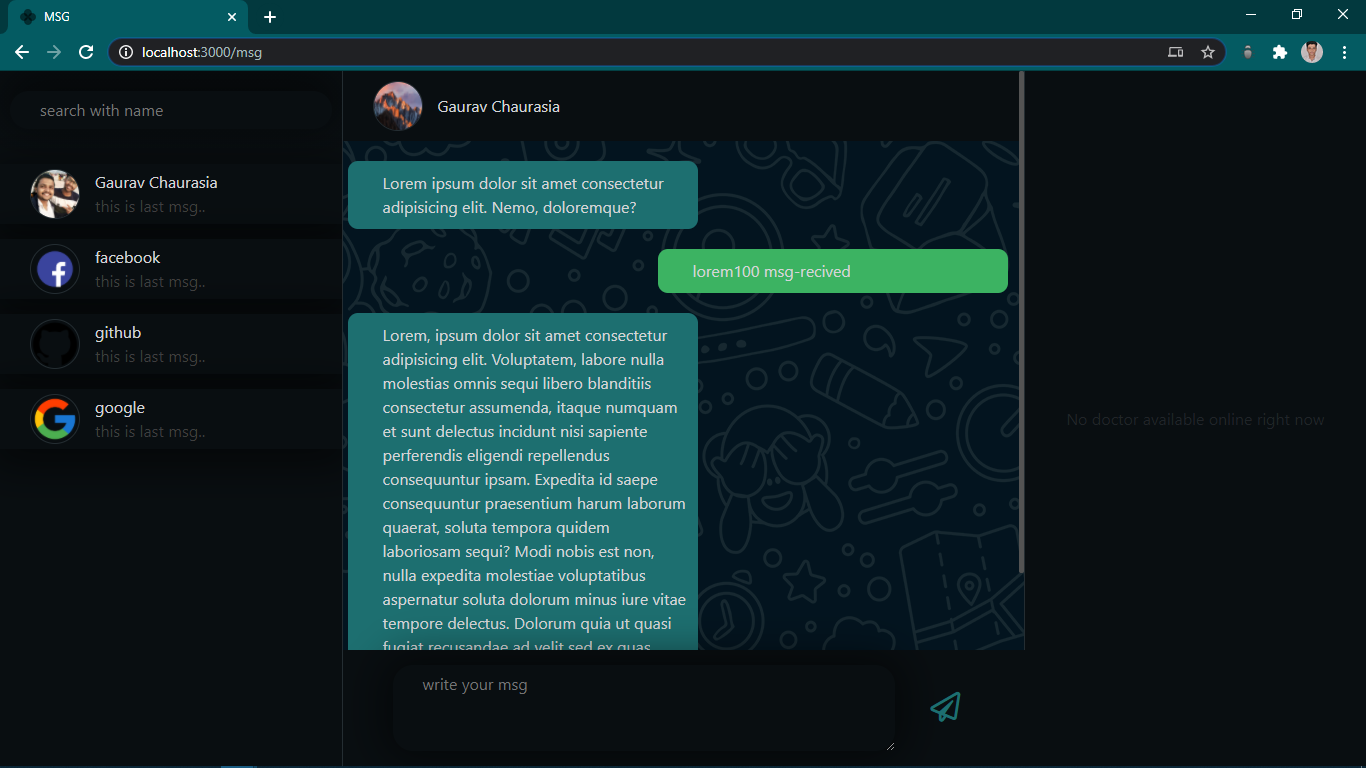 MSG
localhost:3000/msg
search with name
Gaurav Chaurasia
this is last msg..
facebook
this is last msg..
github
this is last msg..
google
this is last msg..
Gaurav Chaurasia
Lorem ipsum dolor sit amet consectetur
adipisicing elit. Nemo, doloremque?
lorem100 msg-recived
Lorem, ipsum dolor sit amet consectetur
adipisicing elit. Voluptatem, labore nulla
molestias omnis sequi libero blanditiis
consectetur assumenda, itaque numquam
et sunt delectus incidunt nisi sapiente
perferendis eligendi repellendus
consequuntur ipsam. Expedita id saepe
consequuntur praesentium harum laborum
quaerat, soluta tempora quidem
laboriosam sequi? Modi nobis est non,
nulla expedita molestiae voluptatibus
aspernatur soluta dolorum minus iure vitae
tempore delectus. Dolorum quia ut quasi
fugiat recusandae ad velit sed ex quas
write your msg
No doctor available online right now